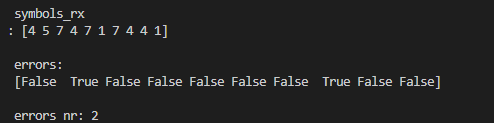 symbols_rx
: [4 5 7 4 7 1 7 4 4 1]
errors:
[False  True False False False False False  True False False]
errors nr: 2